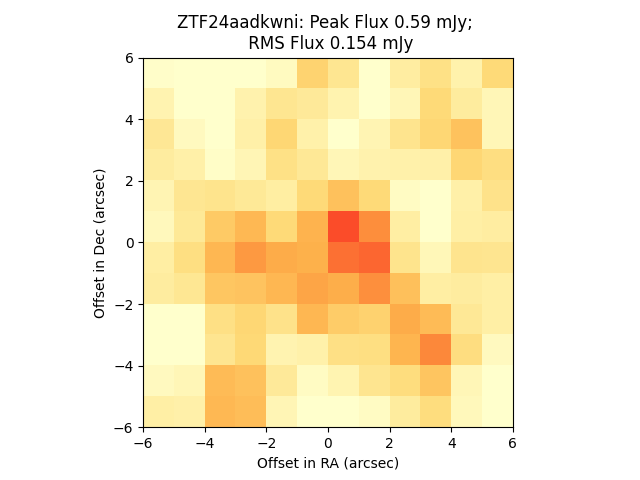 ZTF24aadkwni: Peak Flux 0.59 mJy;
RMS Flux 0.154 mJy
6
4
2
0
−2
−4
−6
Offset in Dec (arcsec)
−6 −4 −2 0 2 4 6
Offset in RA (arcsec)